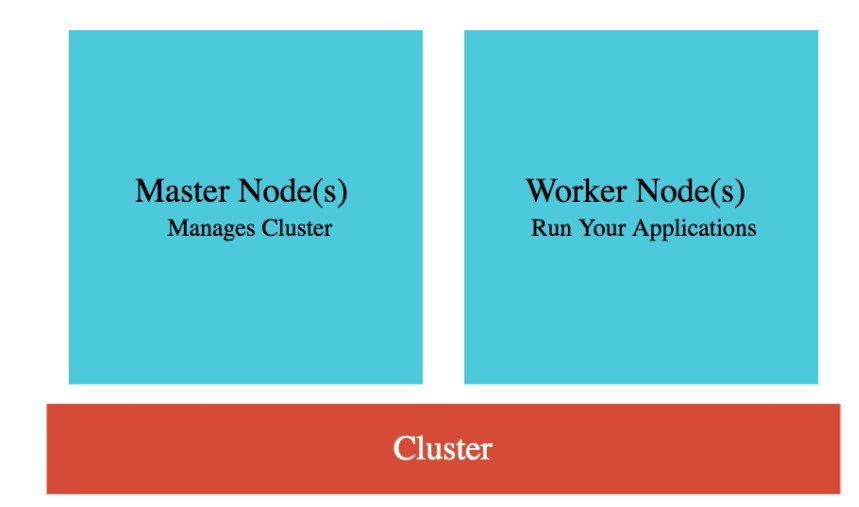 Master Node(s)
Manages Cluster
Worker Node(s)
Run Your Applications
Cluster